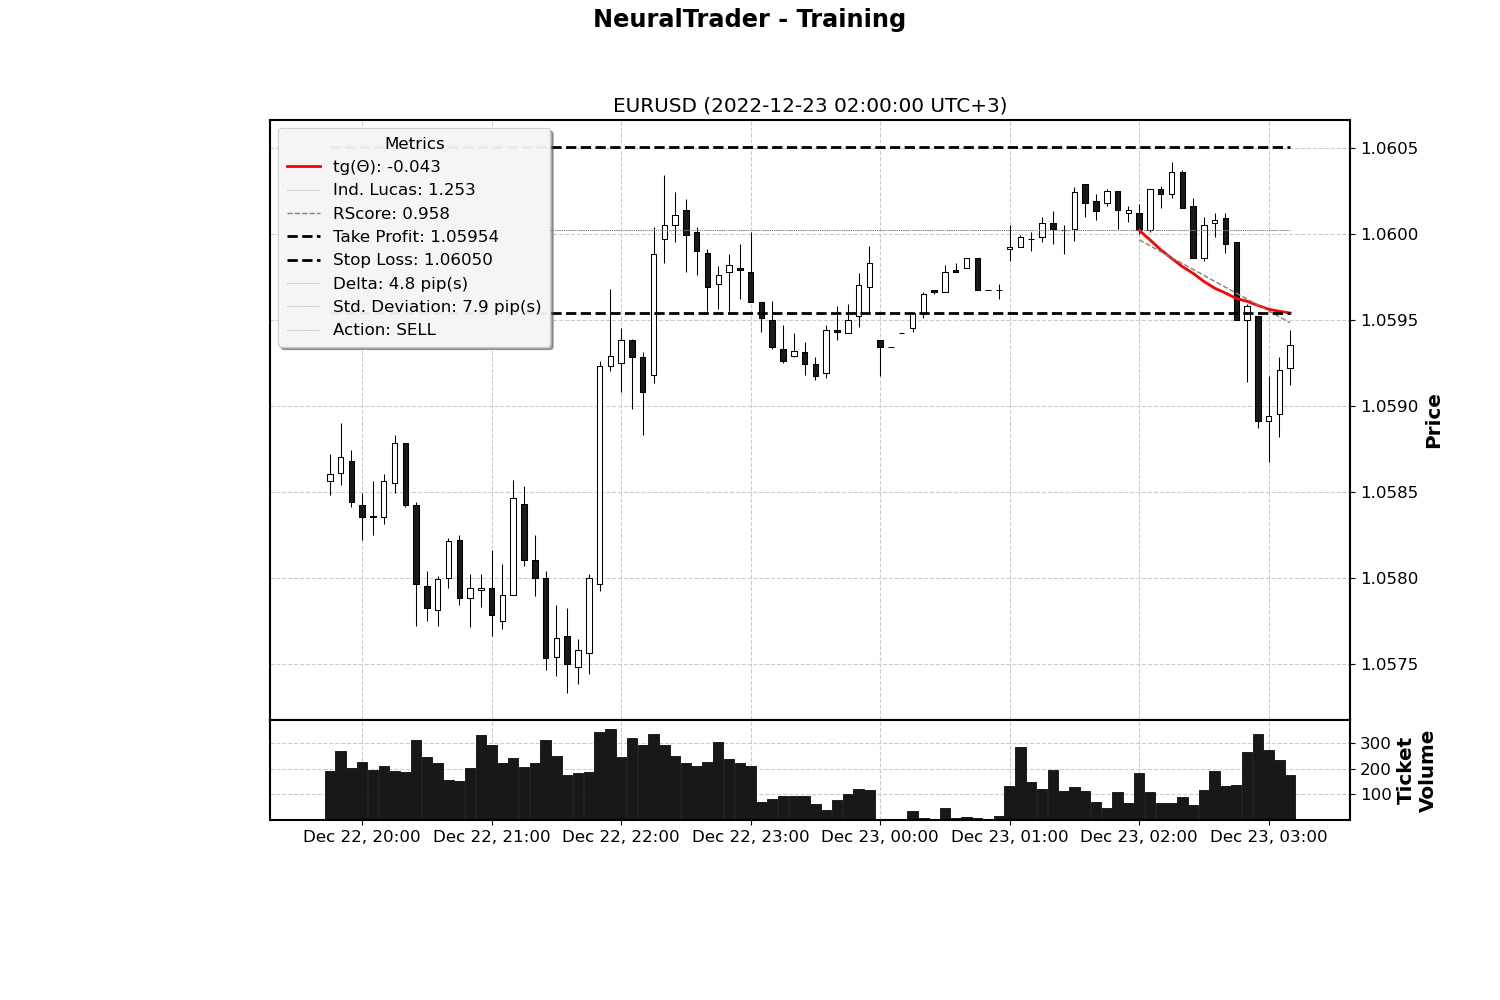 NeuralTrader - Training
EURUSD (2022-12-23 02:00:00 UTC+3)
Metrics
tg(Θ): -0.043
Ind. Lucas: 1.253
RScore: 0.958
Take Profit: 1.05954
Stop Loss: 1.06050
Delta: 4.8 pip(s)
Std. Deviation: 7.9 pip(s)
Action: SELL
1.0605
1.0600
1.0595
1.0590
1.0585
1.0580
1.0575
Price
300
200
100
Ticket
Volume
Dec 22, 20:00
Dec 22, 21:00
Dec 22, 22:00
Dec 22, 23:00
Dec 23, 00:00
Dec 23, 01:00
Dec 23, 02:00
Dec 23, 03:00